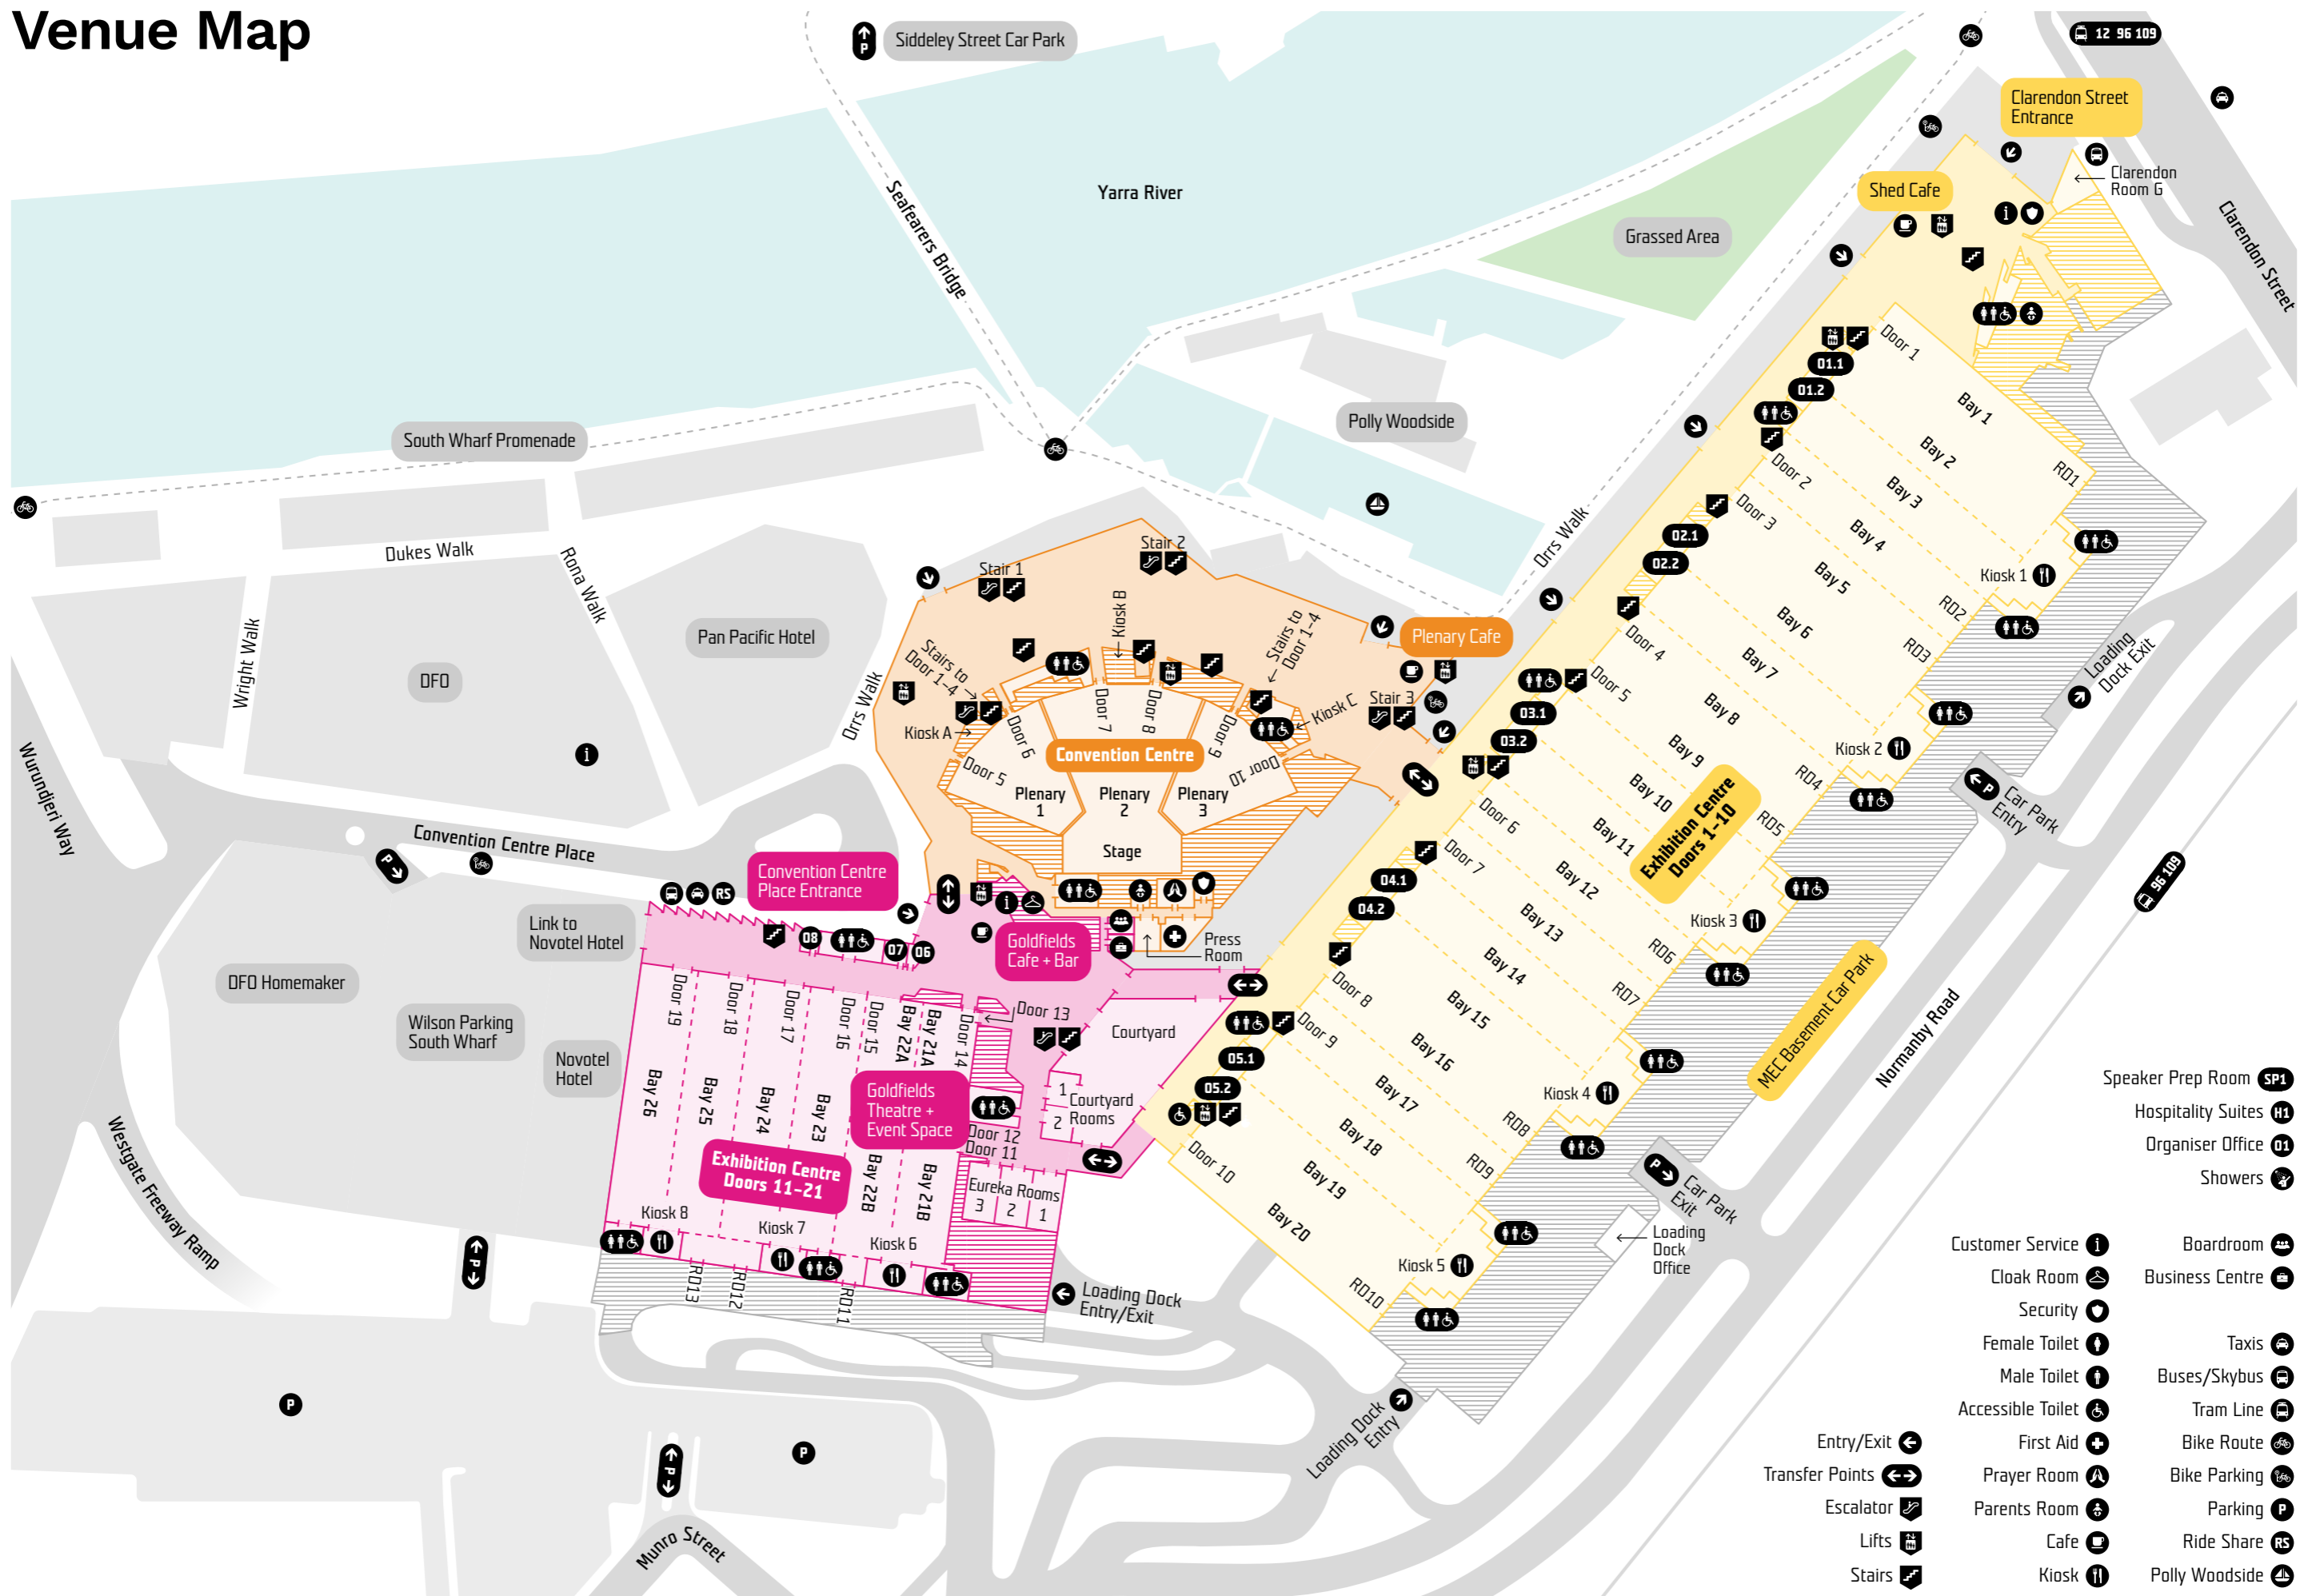 Venue Map
P
Siddeley Street Car Park
12 96 109
Clarendon Street
Entrance
Clarendon
Room G
Shed Cafe
Clarendon Street
Yarra River
Seafarers Bridge
Grassed Area
Polly Woodside
South Wharf Promenade
Orrs Walk
Dukes Walk
Rona Walk
Wright Walk
Pan Pacific Hotel
DFO
Orrs Walk
Wurundjeri Way
Convention Centre Place
P
Stair 1
Stair 2
Kiosk B
Stairs to
Door 1-4
Stairs to
Door 1-4
Kiosk A
Kiosk C
Stair 3
Plenary Cafe
Door 5
Door 6
Door 7
Door 8
Door 9
Door 10
Convention Centre
Plenary
1
Plenary
2
Plenary
3
Stage
Press
Room
Convention Centre
Place Entrance
RS
Link to
Novotel Hotel
08
07
06
Goldfields
Cafe + Bar
DFO Homemaker
Wilson Parking
South Wharf
Novotel
Hotel
Westgate Freeway Ramp
Door 19
Door 18
Door 17
Door 16
Door 15
Door 14
Door 13
Bay 22A
Bay 21A
Bay 26
Bay 25
Bay 24
Bay 23
Bay 22B
Bay 21B
Goldfields
Theatre +
Event Space
Door 12
Door 11
Exhibition Centre
Doors 11-21
Courtyard
1
2
Courtyard
Rooms
Eureka Rooms
3
2
1
Kiosk 8
Kiosk 7
Kiosk 6
RD13
RD12
RD11
Loading Dock
Entry/Exit
P
P
P
P
Munro Street
Door 1
01.1
01.2
Door 2
Door 3
02.1
02.2
Door 4
Door 5
03.1
03.2
Door 6
Door 7
04.1
04.2
Door 8
Door 9
05.1
05.2
Door 10
Bay 1
Bay 2
Bay 3
Bay 4
Bay 5
Bay 6
Bay 7
Bay 8
Bay 9
Bay 10
Bay 11
Bay 12
Bay 13
Bay 14
Bay 15
Bay 16
Bay 17
Bay 18
Bay 19
Bay 20
Exhibition Centre
Doors 1-10
RD1
RD2
RD3
RD4
RD5
RD6
RD7
RD8
RD9
RD10
Kiosk 1
Kiosk 2
Kiosk 3
Kiosk 4
Kiosk 5
Loading
Dock Exit
P
Car Park
Entry
96 109
MEC Basement Car Park
Normanby Road
P
Car Park
Exit
Loading
Dock
Office
Loading Dock
Entry
Speaker Prep Room SP1
Hospitality Suites H1
Organiser Office 01
Showers
Customer Service
Boardroom
Cloak Room
Business Centre
Security
Female Toilet
Taxis
Male Toilet
Buses/Skybus
Accessible Toilet
Tram Line
Entry/Exit
First Aid
Bike Route
Transfer Points
Prayer Room
Bike Parking
Escalator
Parents Room
Parking P
Lifts
Cafe
Ride Share RS
Stairs
Kiosk
Polly Woodside